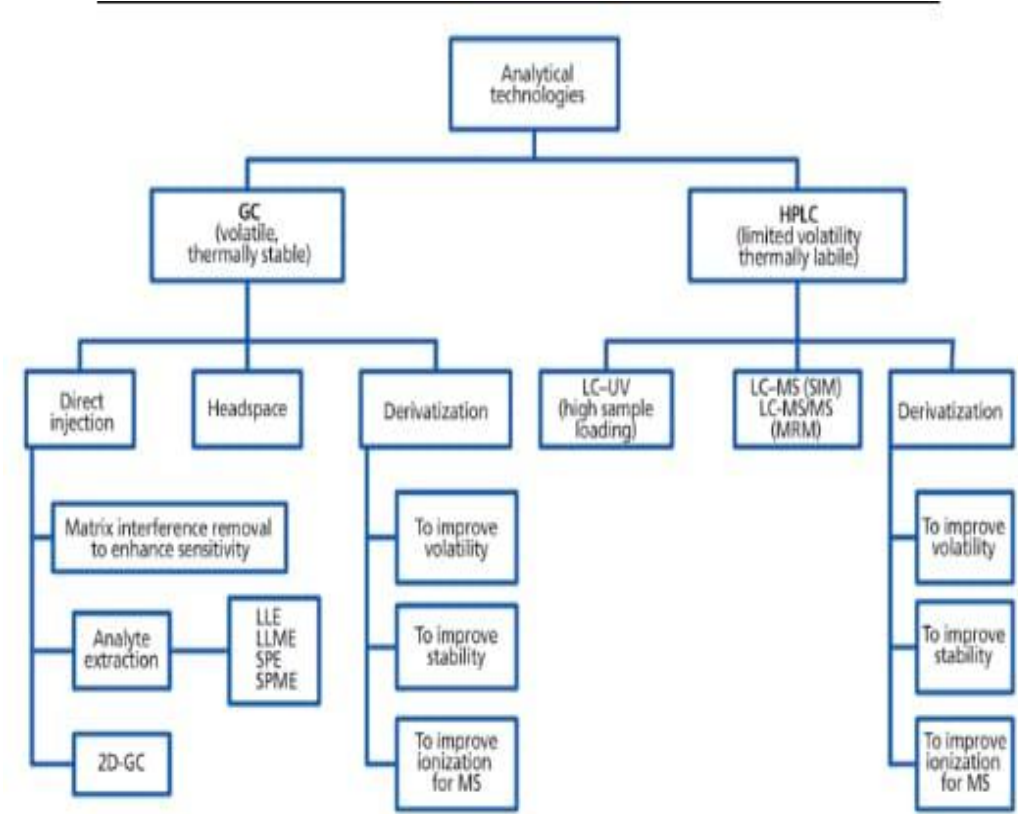 Analytical
technologies
GC
(volatile,
thermally stable)
HPLC
(limited volatility
thermally labile)
Direct
injection
Headspace
Derivatization
LC–UV
(high sample
loading)
LC–MS (SIM)
LC-MS/MS
(MRM)
Derivatization
Matrix interference removal
to enhance sensitivity
Analyte
extraction
LLE
LLME
SPE
SPME
2D-GC
To improve
volatility
To improve
stability
To improve
ionization
for MS
To improve
volatility
To improve
stability
To improve
ionization
for MS